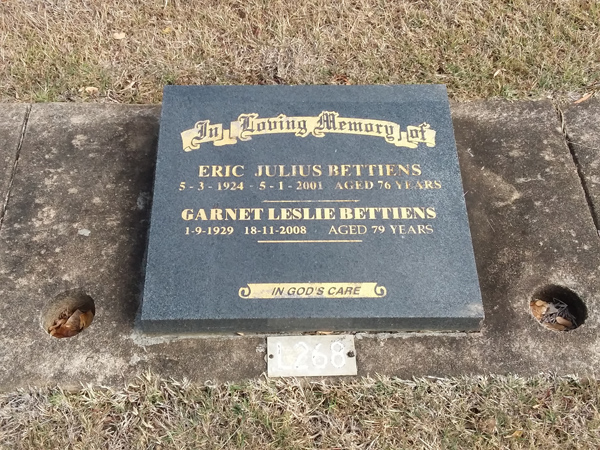 In Loving Memory of
ERIC JULIUS BETTIENS
5-3-1924 - 5-1-2001 AGED 76 YEARS
GARNET LESLIE BETTIENS
1-9-1929 18-11-2008 AGED 79 YEARS
IN GOD'S CARE
L268